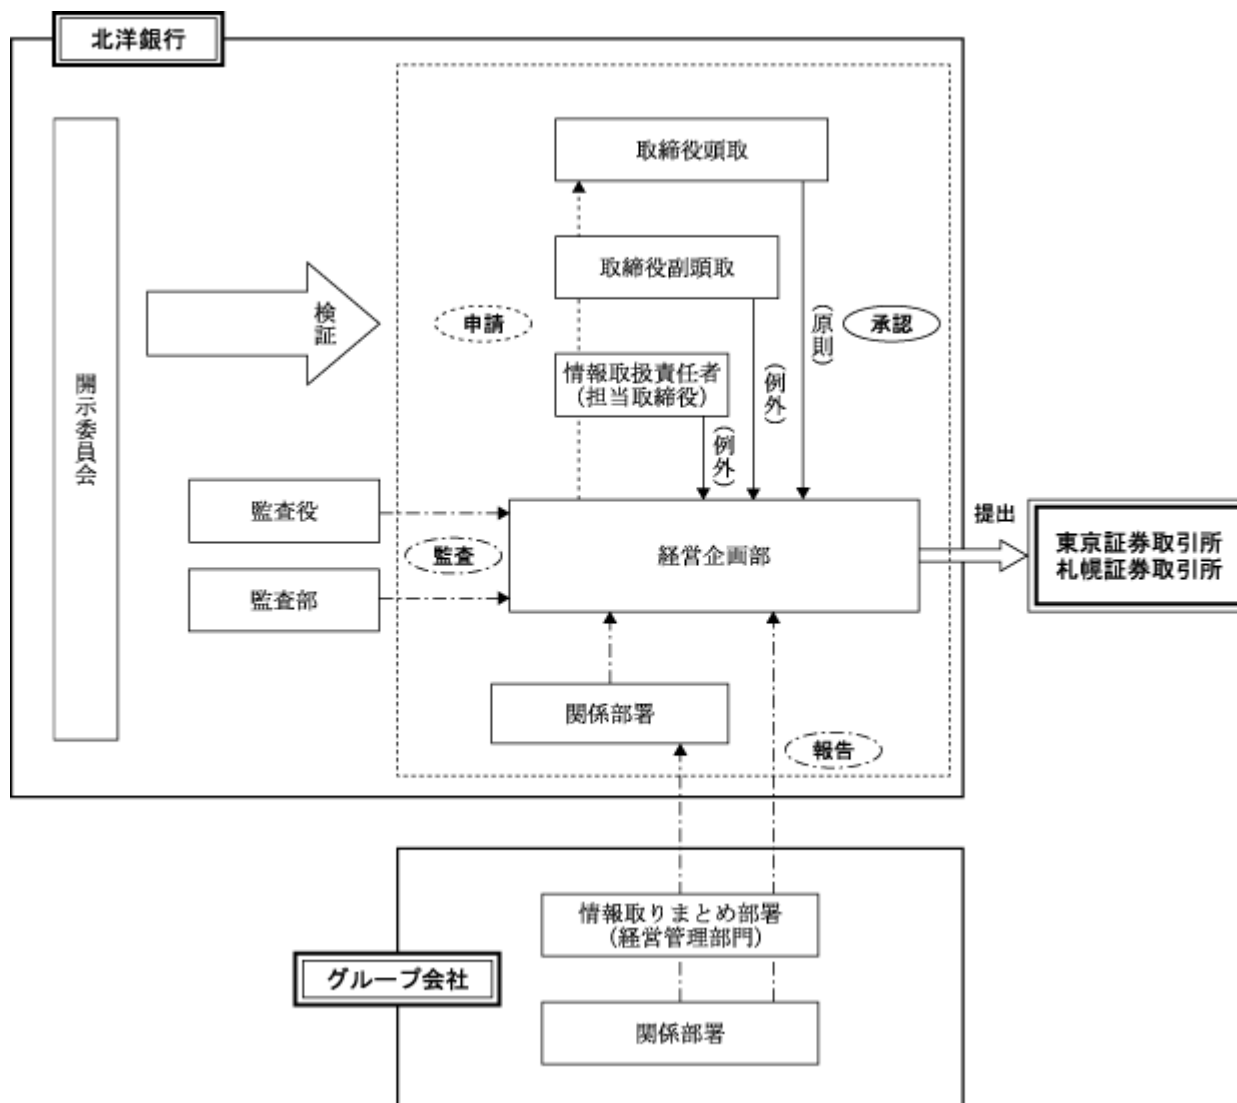 北洋銀行
開示委員会
検証
取締役頭取
取締役副頭取
申請
(原則)
承認
情報取扱責任者
(担当取締役)
(例外)
(例外)
監査役
監査
監査部
経営企画部
提出
東京証券取引所
札幌証券取引所
関係部署
報告
情報取りまとめ部署
(経営管理部門)
グループ会社
関係部署